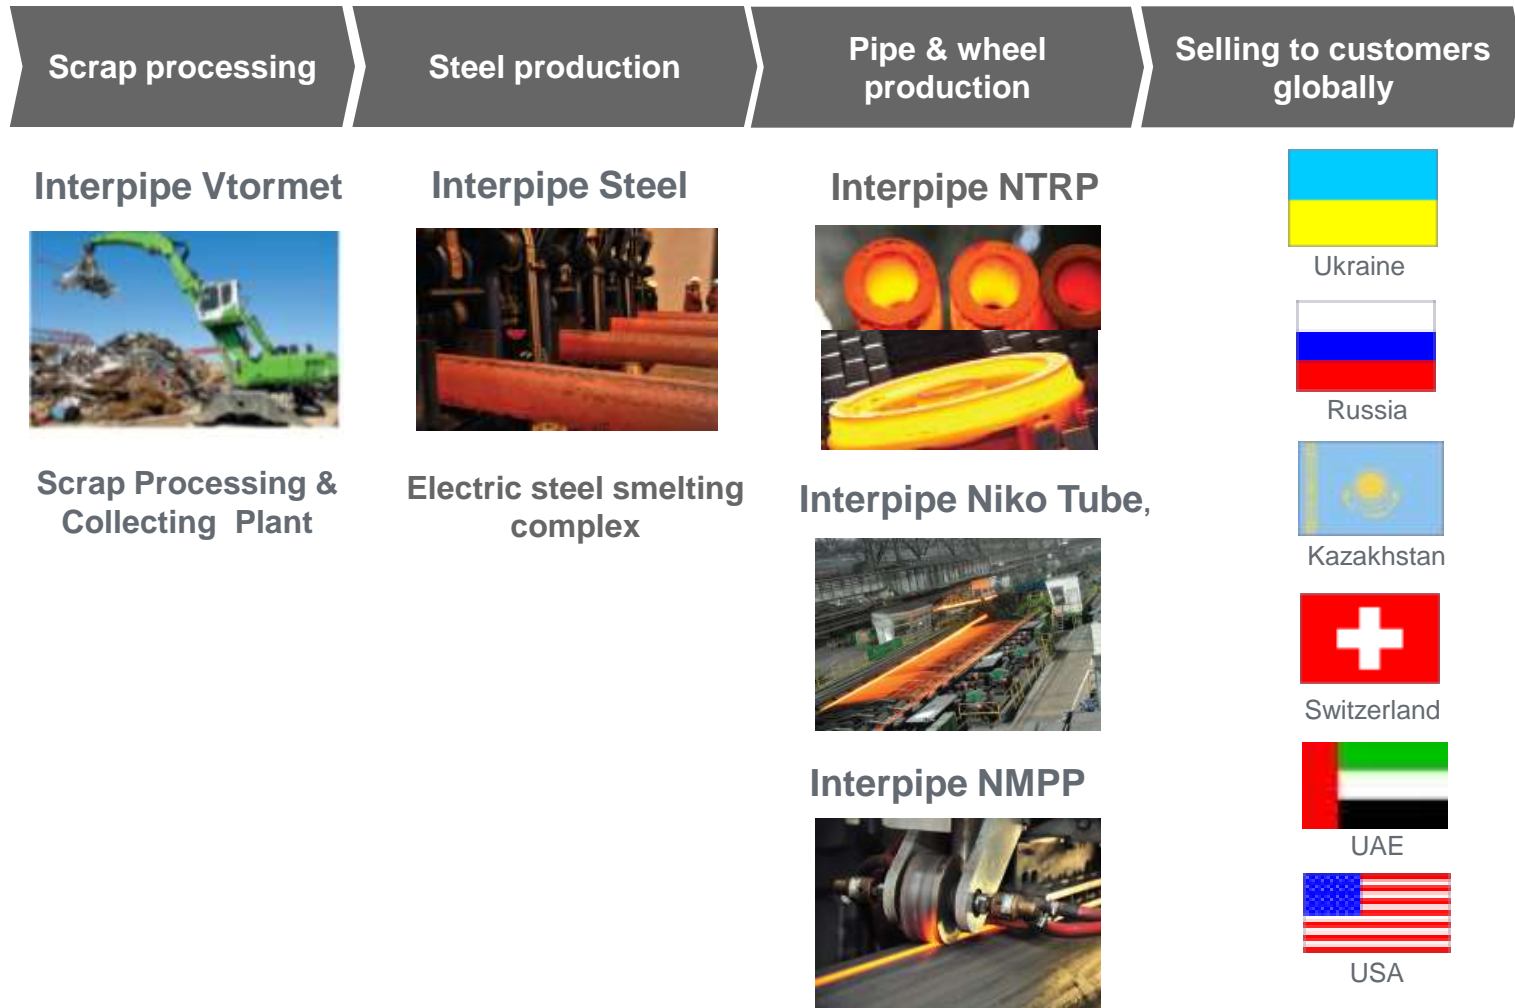 Scrap processing
Steel production
Pipe & wheel
production
Selling to customers
globally
Interpipe Vtormet
Scrap Processing &
Collecting Plant
Interpipe Steel
Electric steel smelting
complex
Interpipe NTRP
Interpipe Niko Tube,
Interpipe NMPP
Ukraine
Russia
Kazakhstan
Switzerland
UAE
USA